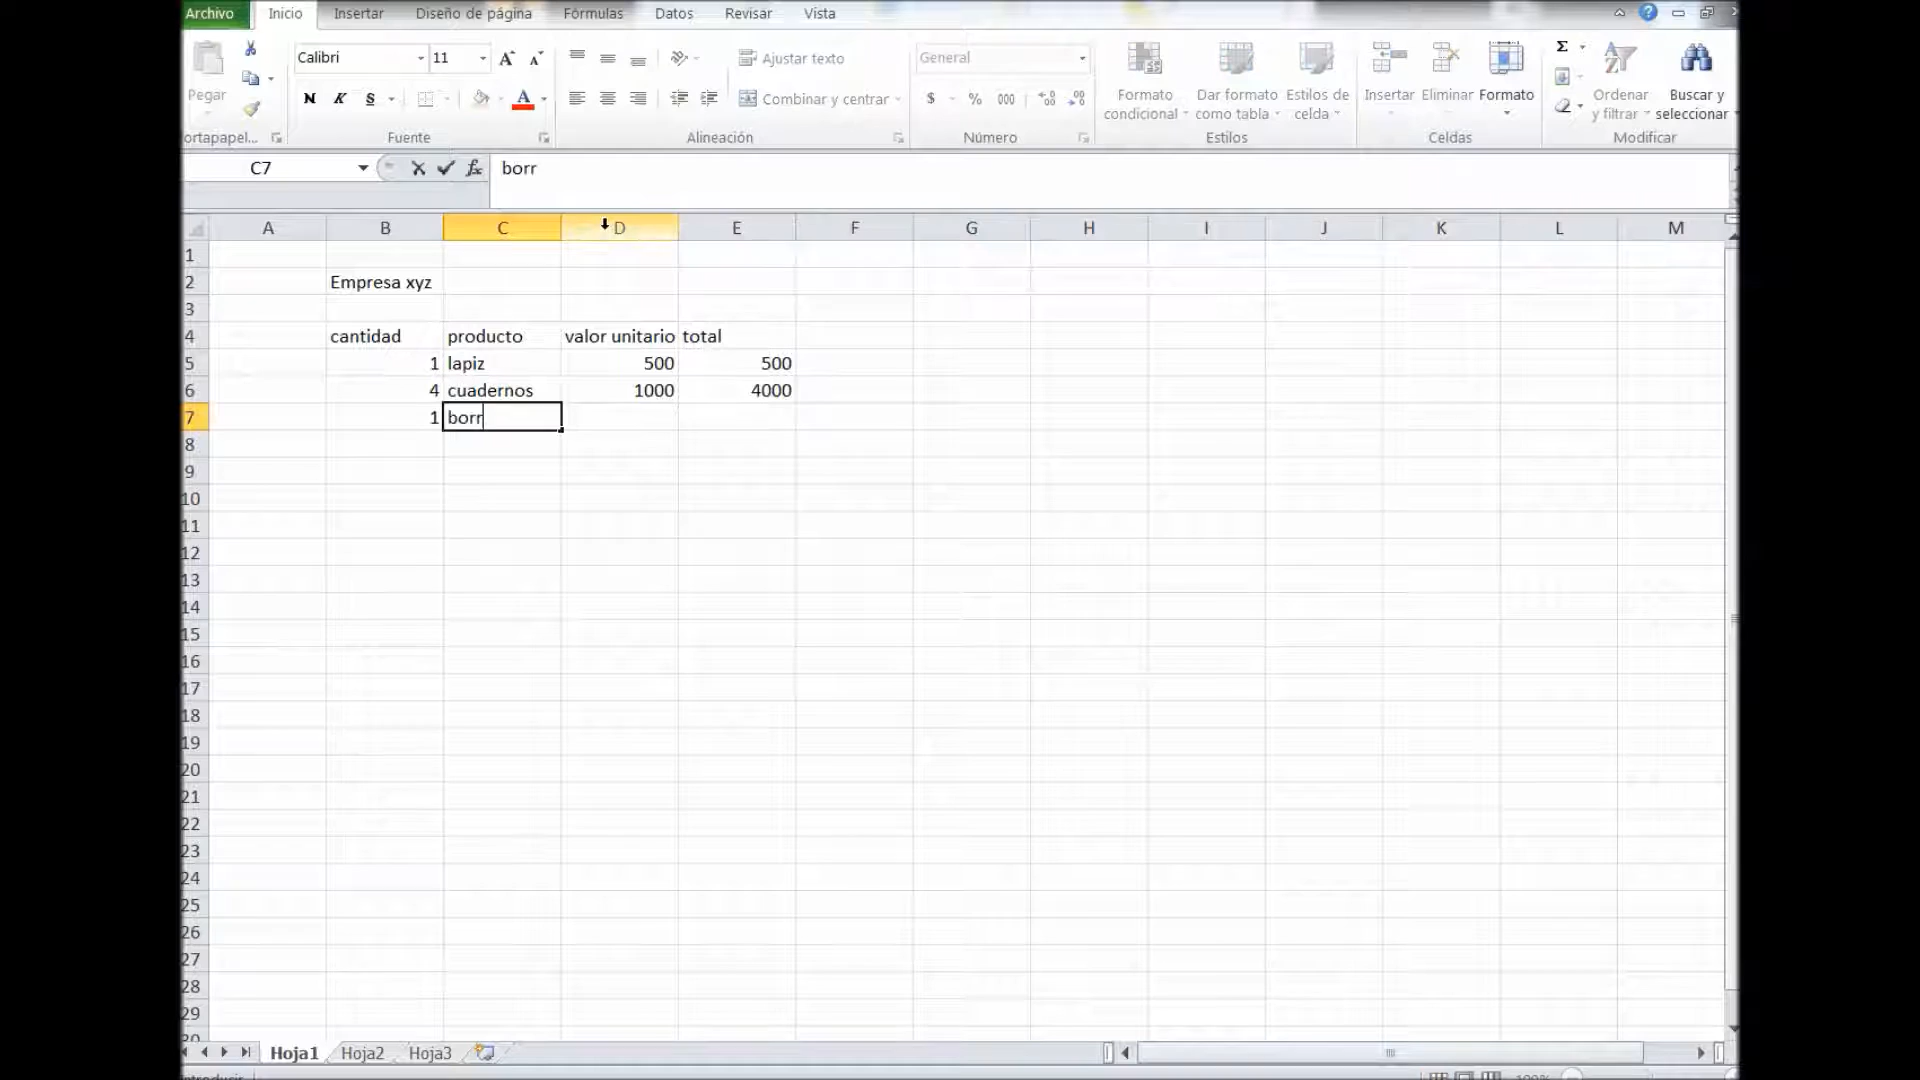 Archivo Inicio Insertar Diseño de página Fórmulas Datos Revisar Vista
Pegar
Calibri 11
N K S A
Ajustar texto
Combinar y centrar
General
$ % 000
Formato condicional
Dar formato como tabla
Estilos de celda
Insertar Eliminar Formato
Σ
Ordenar y filtrar
Buscar y seleccionar
ortapapel... Fuente Alineación Número Estilos Celdas Modificar
C7 fx borr
A B C D E F G H I J K L M
1
2 Empresa xyz
3
4 cantidad producto valor unitario total
5 1 lapiz 500 500
6 4 cuadernos 1000 4000
7 1 borr
8
9
10
11
12
13
14
15
16
17
18
19
20
21
22
23
24
25
26
27
28
29
30
Hoja1 Hoja2 Hoja3